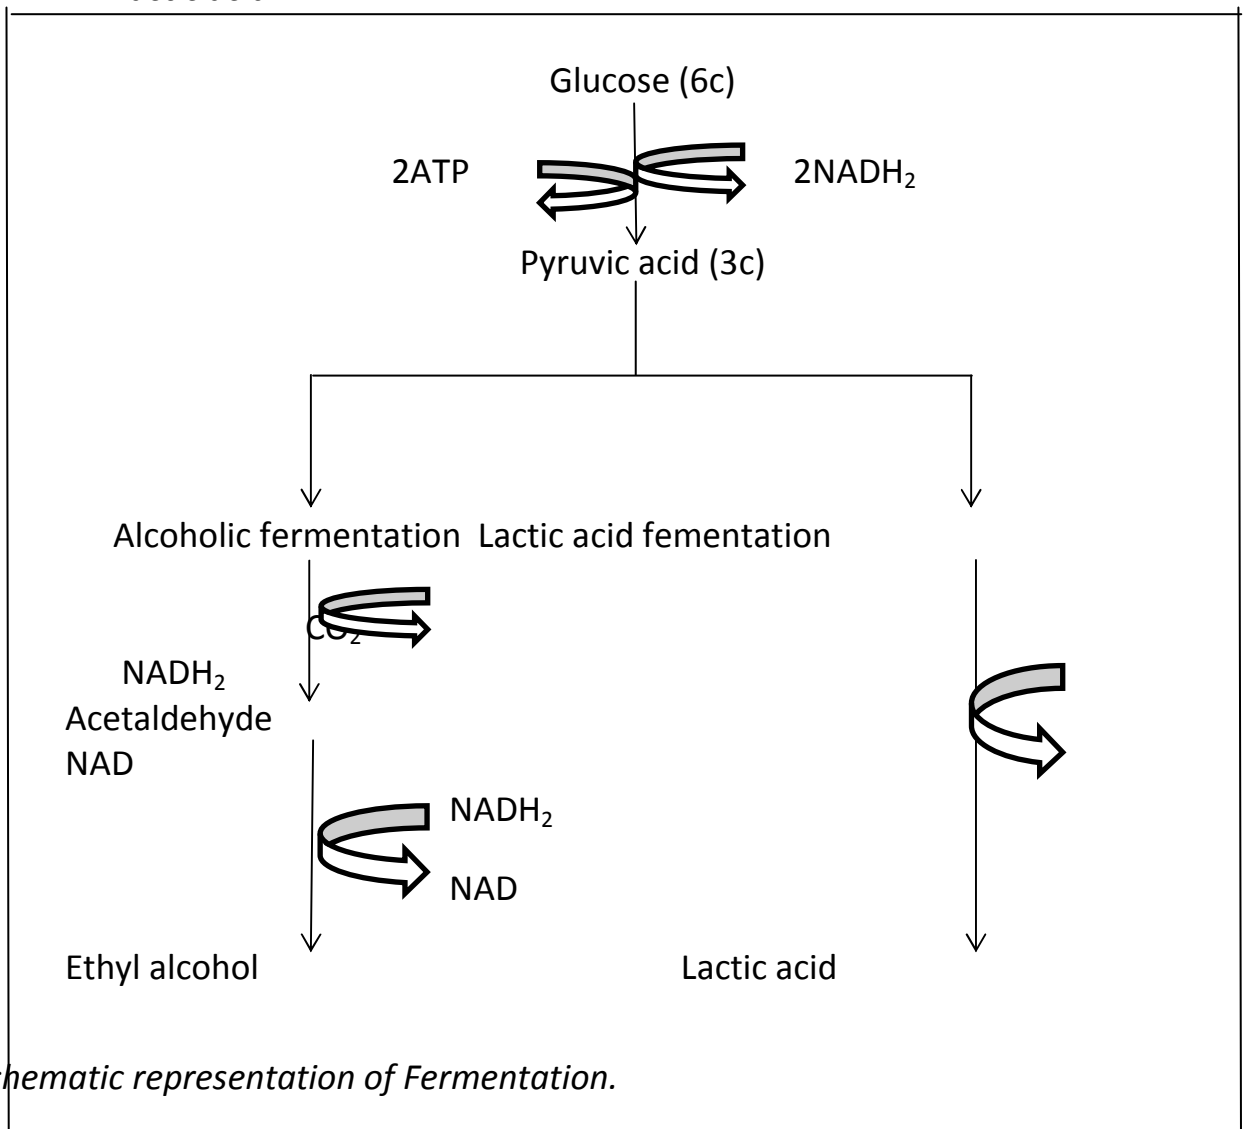 Glucose (6c)
2ATP 2NADH₂
Pyruvic acid (3c)
Alcoholic fermentation Lactic acid fementation
CO₂
NADH₂
Acetaldehyde
NAD
NADH₂
NAD
Ethyl alcohol Lactic acid
representation of Fermentation.